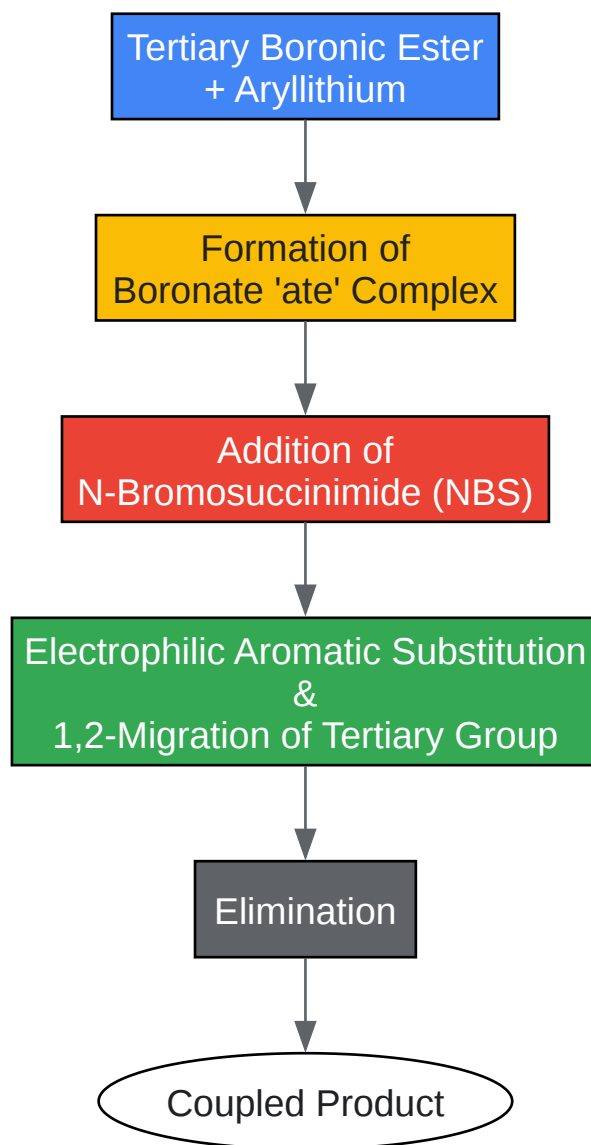 Tertiary Boronic Ester
+ Aryllithium
Formation of
Boronate 'ate' Complex
Addition of
N-Bromosuccinimide (NBS)
Electrophilic Aromatic Substitution
&
1,2-Migration of Tertiary Group
Elimination
Coupled Product